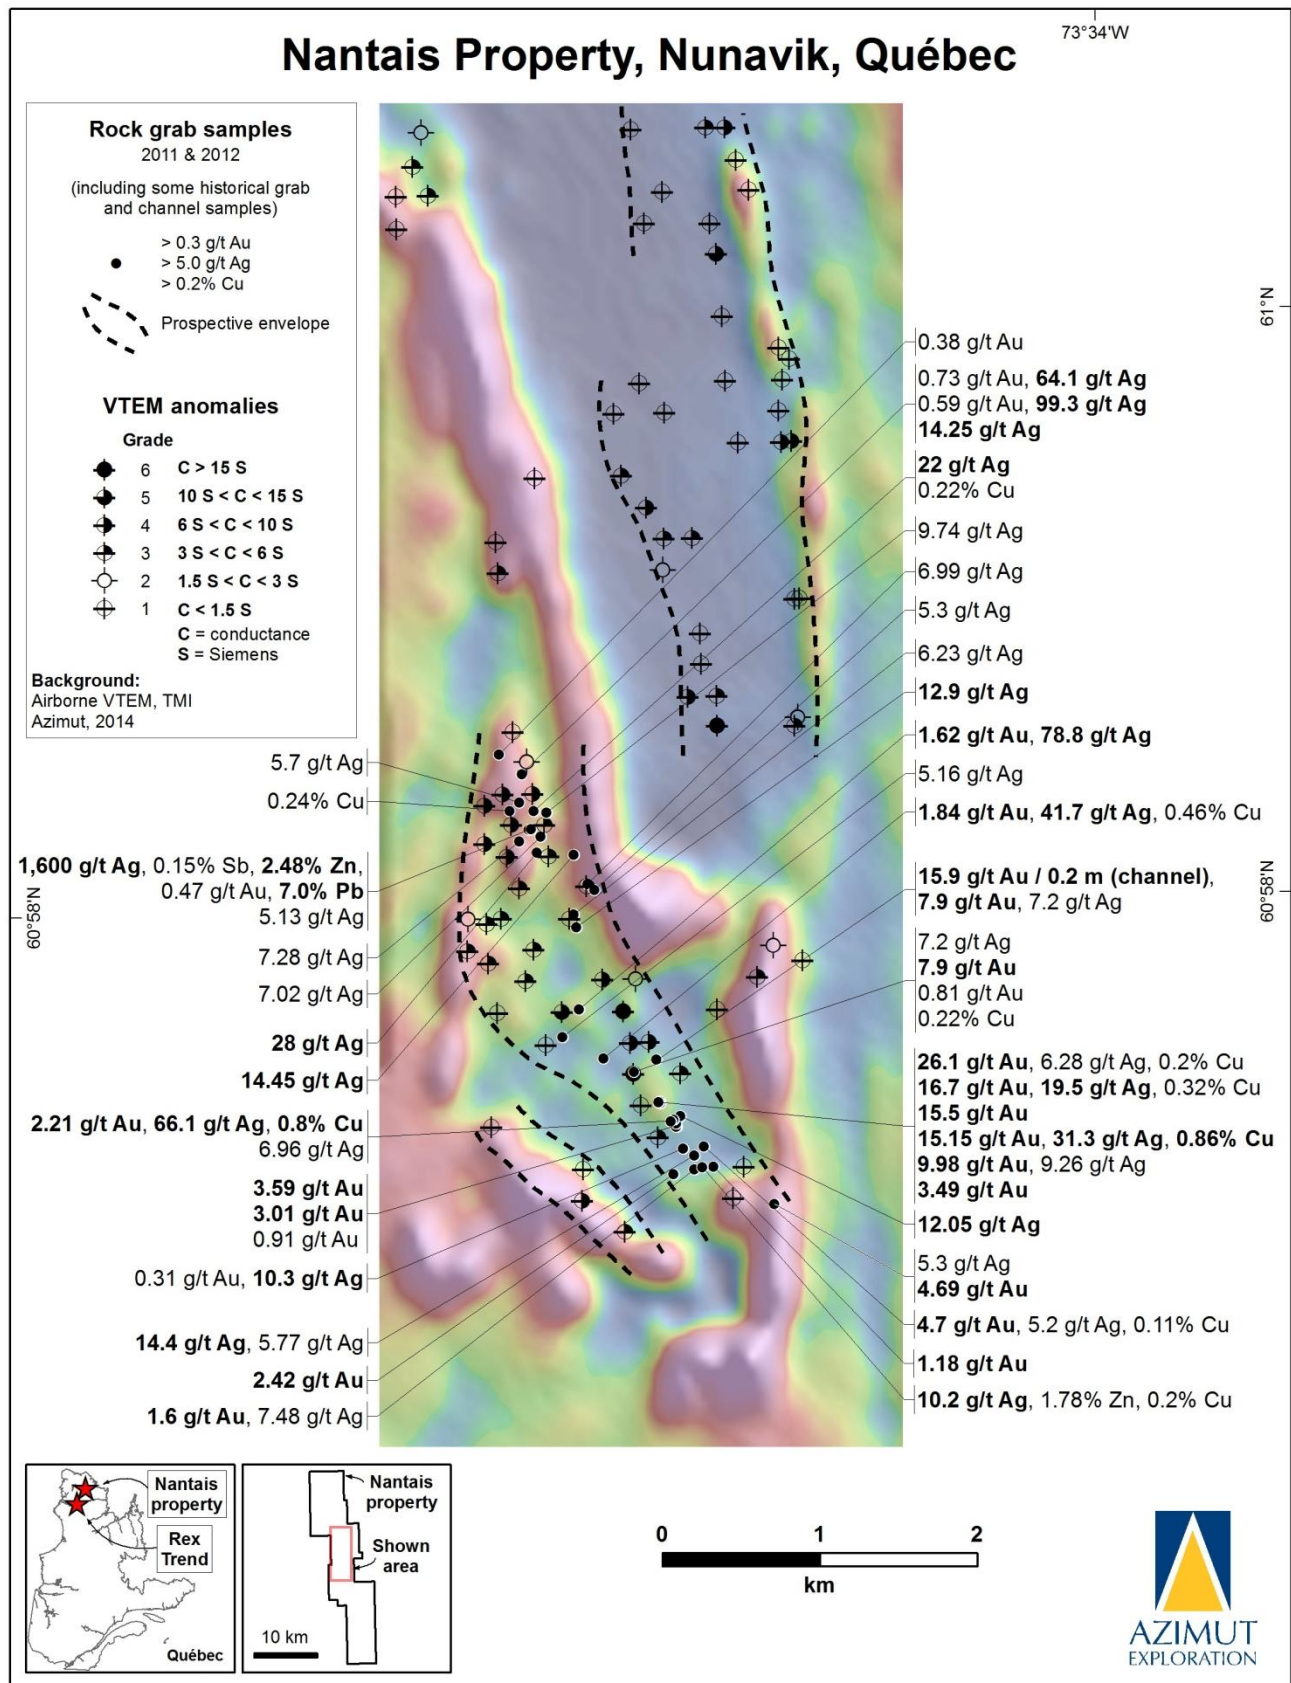 73°34'W
Nantais Property, Nunavik, Québec
Rock grab samples
2011 & 2012
(including some historical grab
and channel samples)
> 0.3 g/t Au
> 5.0 g/t Ag
> 0.2% Cu
Prospective envelope
VTEM anomalies
Grade
6 C > 15 S
5 10 S < C < 15 S
4 6 S < C < 10 S
3 3 S < C < 6 S
2 1.5 S < C < 3 S
1 C < 1.5 S
C = conductance
S = Siemens
Background:
Airborne VTEM, TMI
Azimut, 2014
61°N
0.38 g/t Au
0.73 g/t Au, 64.1 g/t Ag
0.59 g/t Au, 99.3 g/t Ag
14.25 g/t Ag
22 g/t Ag
0.22% Cu
9.74 g/t Ag
6.99 g/t Ag
5.3 g/t Ag
6.23 g/t Ag
12.9 g/t Ag
1.62 g/t Au, 78.8 g/t Ag
5.16 g/t Ag
1.84 g/t Au, 41.7 g/t Ag, 0.46% Cu
15.9 g/t Au / 0.2 m (channel),
7.9 g/t Au, 7.2 g/t Ag
60°58'N
7.2 g/t Ag
7.9 g/t Au
0.81 g/t Au
0.22% Cu
26.1 g/t Au, 6.28 g/t Ag, 0.2% Cu
16.7 g/t Au, 19.5 g/t Ag, 0.32% Cu
15.5 g/t Au
15.15 g/t Au, 31.3 g/t Ag, 0.86% Cu
9.98 g/t Au, 9.26 g/t Ag
3.49 g/t Au
12.05 g/t Ag
5.3 g/t Ag
4.69 g/t Au
4.7 g/t Au, 5.2 g/t Ag, 0.11% Cu
1.18 g/t Au
10.2 g/t Ag, 1.78% Zn, 0.2% Cu
5.7 g/t Ag
0.24% Cu
1,600 g/t Ag, 0.15% Sb, 2.48% Zn,
0.47 g/t Au, 7.0% Pb
60°58'N
5.13 g/t Ag
7.28 g/t Ag
7.02 g/t Ag
28 g/t Ag
14.45 g/t Ag
2.21 g/t Au, 66.1 g/t Ag, 0.8% Cu
6.96 g/t Ag
3.59 g/t Au
3.01 g/t Au
0.91 g/t Au
0.31 g/t Au, 10.3 g/t Ag
14.4 g/t Ag, 5.77 g/t Ag
2.42 g/t Au
1.6 g/t Au, 7.48 g/t Ag
Nantais
property
Rex
Trend
Québec
Nantais
property
Shown
area
10 km
0 1 2
km
AZIMUT
EXPLORATION